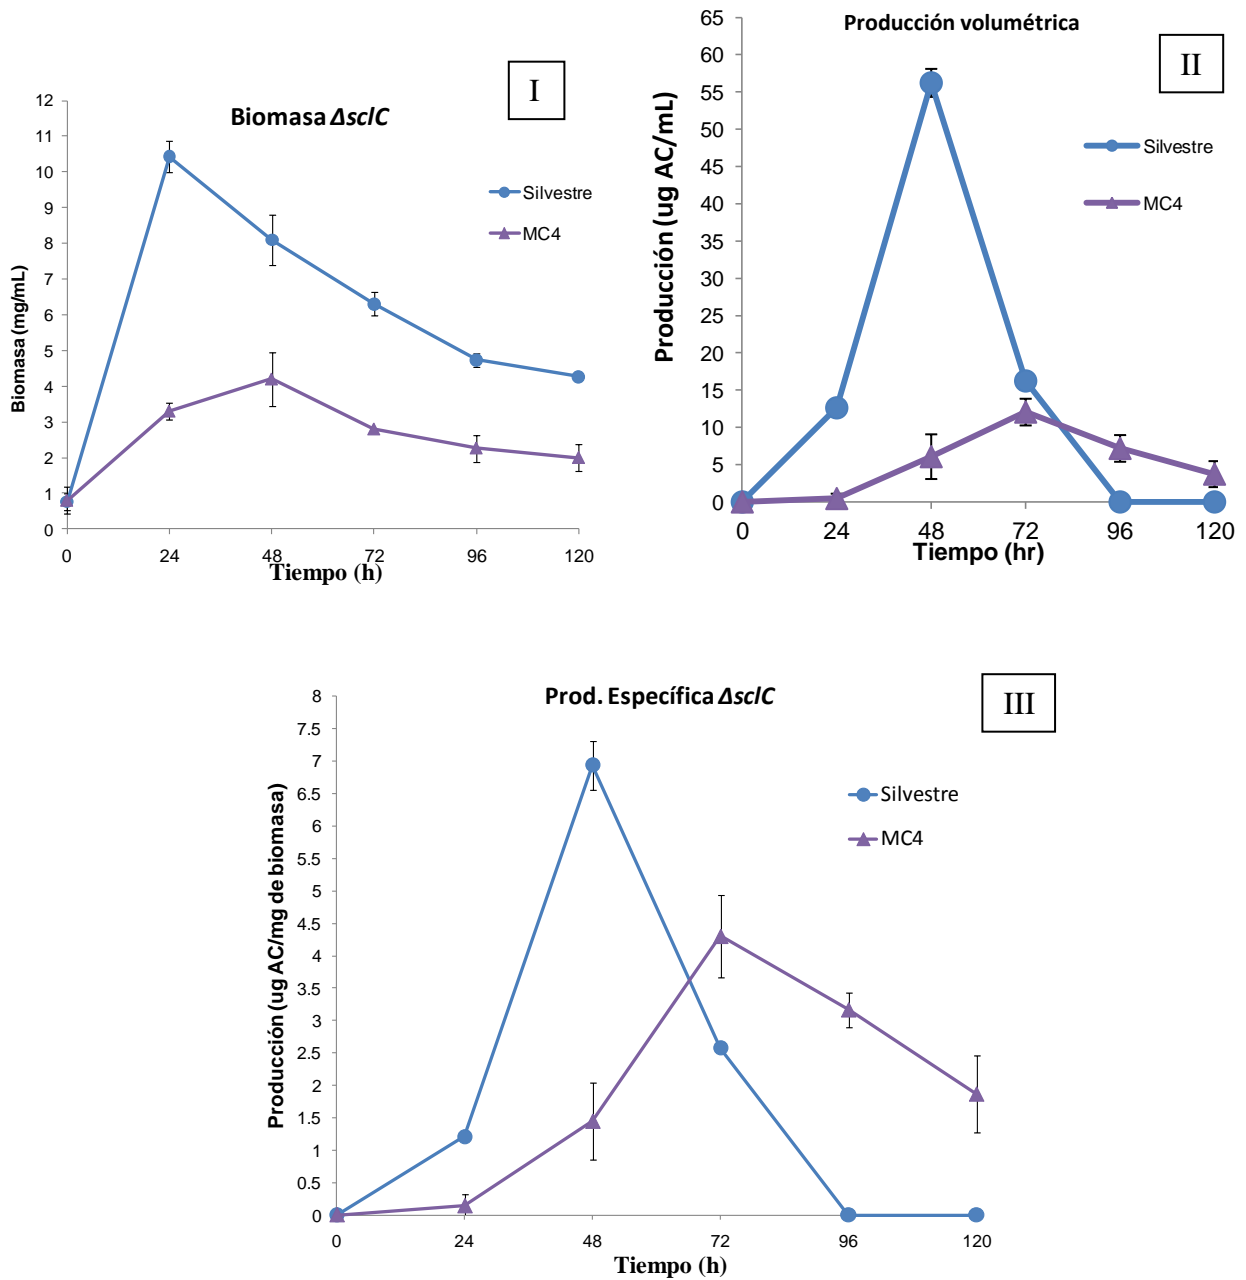 I
Biomasa ΔsclC
12
11
10
9
8
7
6
5
4
3
2
1
0
Biomasa (mg/mL)
Silvestre
MC4
0 24 48 72 96 120
Tiempo (h)
II
Producción volumétrica
65
60
55
50
45
40
35
30
25
20
15
10
5
0
Producción (ug AC/mL)
Silvestre
MC4
0 24 48 72 96 120
Tiempo (hr)
III
Prod. Específica ΔsclC
8
7.5
7
6.5
6
5.5
5
4.5
4
3.5
3
2.5
2
1.5
1
0.5
0
Producción (ug AC/mg de biomasa)
Silvestre
MC4
0 24 48 72 96 120
Tiempo (h)